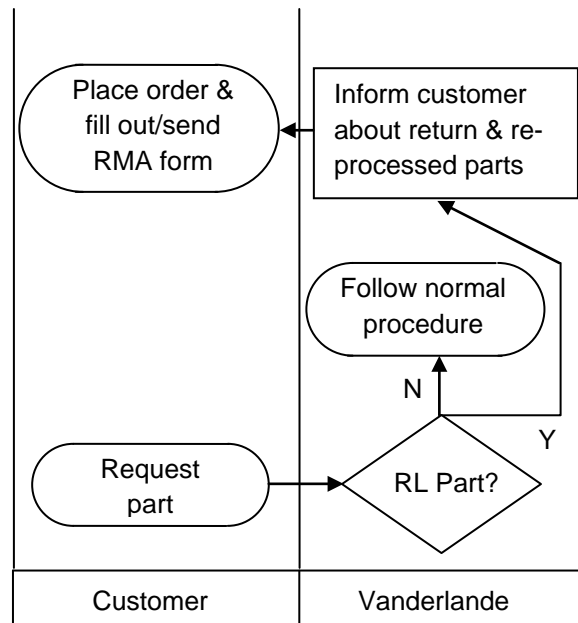 Place order &
fill out/send
RMA form
Inform customer
about return & re-
processed parts
Follow normal
procedure
N
Y
Request
part
RL Part?
Customer
Vanderlande